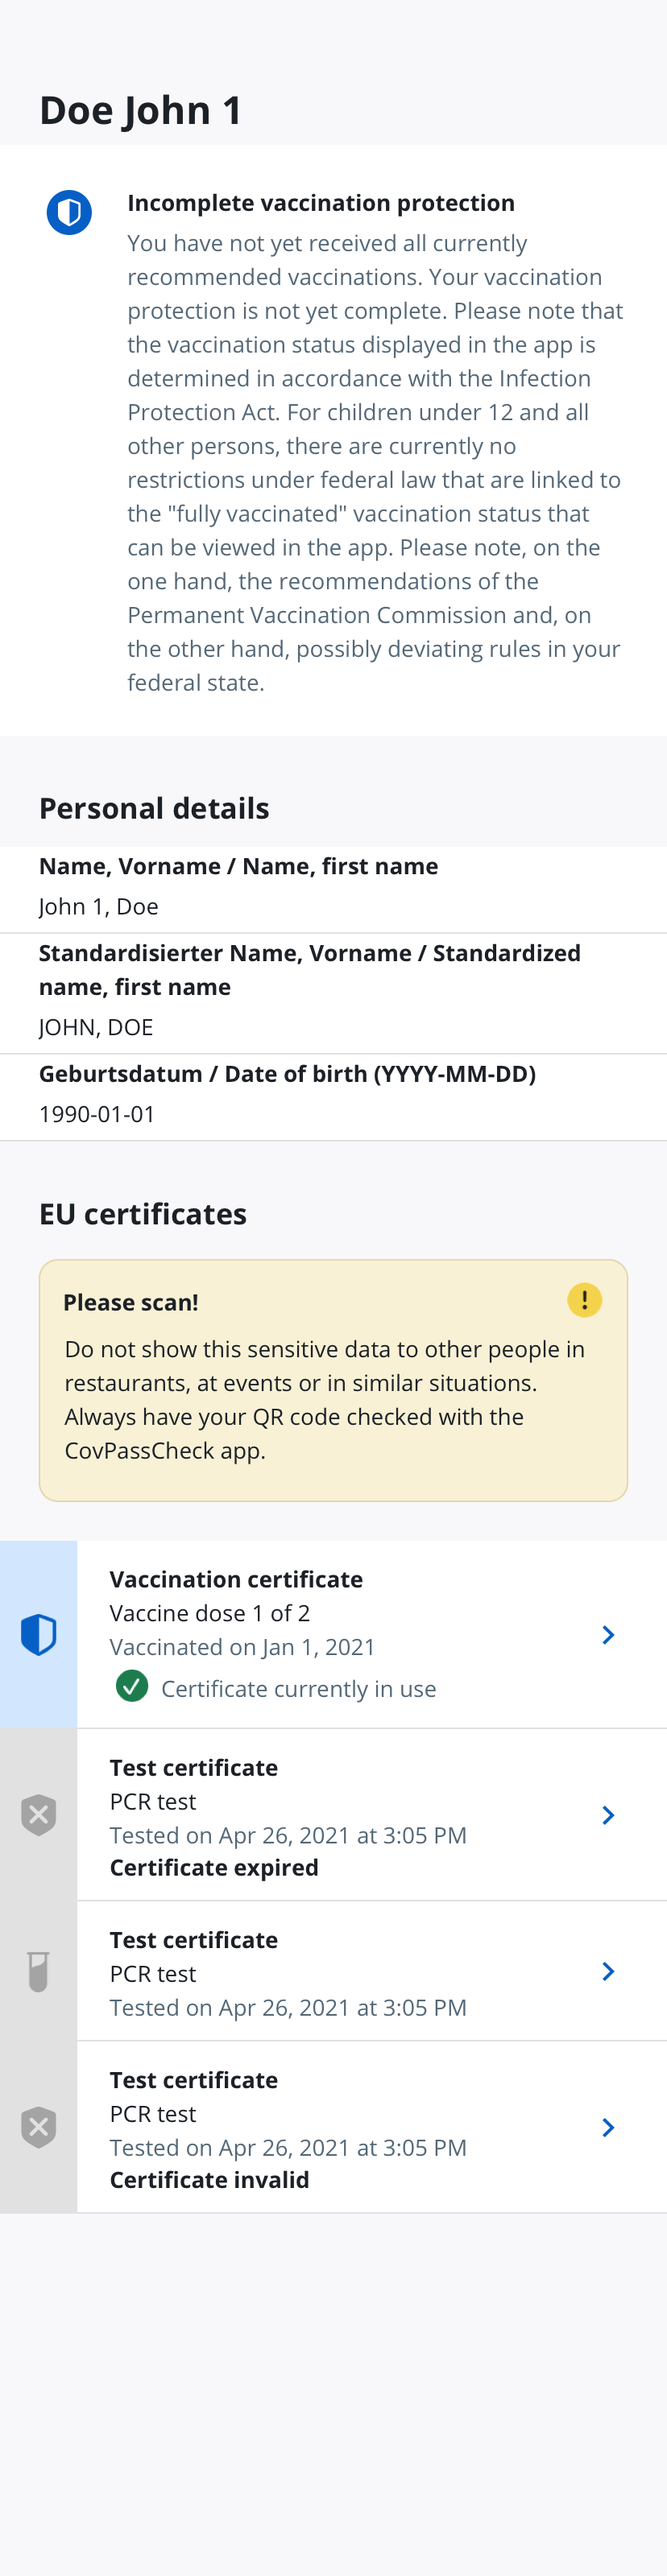 Doe John 1
Incomplete vaccination protection
You have not yet received all currently
recommended vaccinations. Your vaccination
protection is not yet complete. Please note that
the vaccination status displayed in the app is
determined in accordance with the Infection
Protection Act. For children under 12 and all
other persons, there are currently no
restrictions under federal law that are linked to
the "fully vaccinated" vaccination status that
can be viewed in the app. Please note, on the
one hand, the recommendations of the
Permanent Vaccination Commission and, on
the other hand, possibly deviating rules in your
federal state.
Personal details
Name, Vorname / Name, first name
John 1, Doe
Standardisierter Name, Vorname / Standardized
name, first name
JOHN, DOE
Geburtsdatum / Date of birth (YYYY-MM-DD)
1990-01-01
EU certificates
Please scan!
Do not show this sensitive data to other people in
restaurants, at events or in similar situations.
Always have your QR code checked with the
CovPassCheck app.
Vaccination certificate
Vaccine dose 1 of 2
Vaccinated on Jan 1, 2021
Certificate currently in use
Test certificate
PCR test
Tested on Apr 26, 2021 at 3:05 PM
Certificate expired
Test certificate
PCR test
Tested on Apr 26, 2021 at 3:05 PM
Test certificate
PCR test
Tested on Apr 26, 2021 at 3:05 PM
Certificate invalid